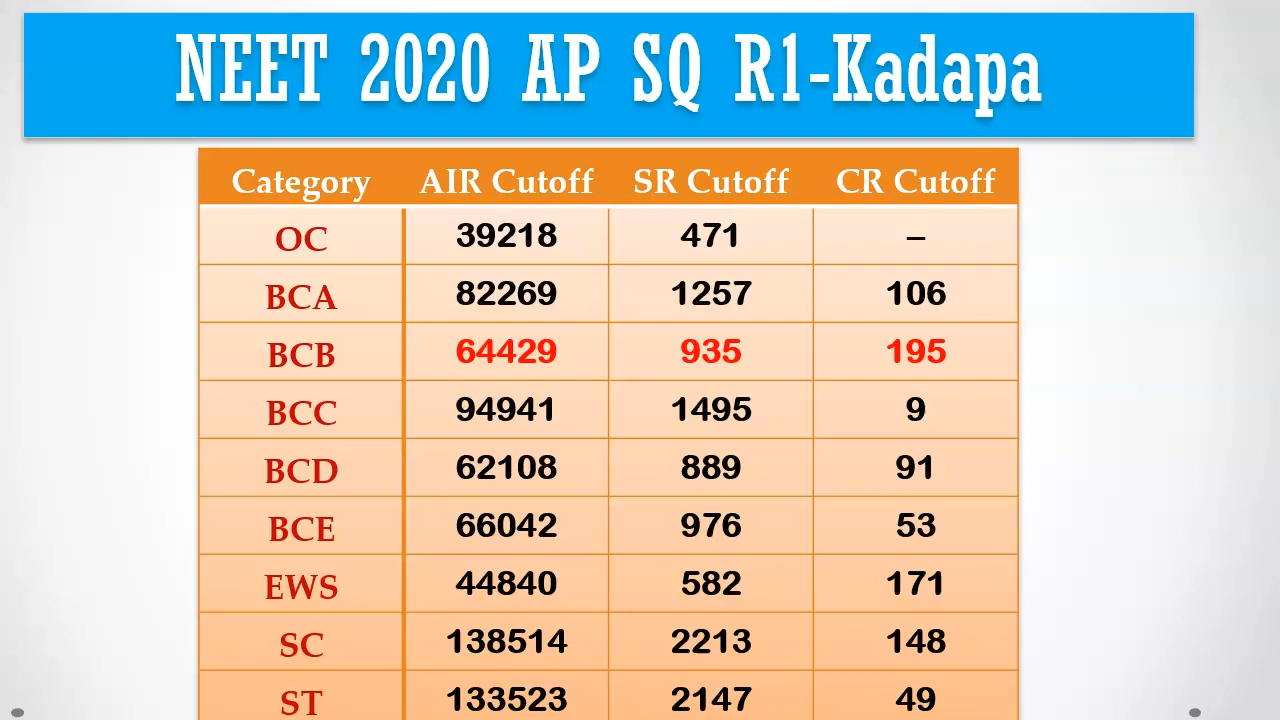 NEET 2020 AP SQ R1-Kadapa
Category AIR Cutoff SR Cutoff CR Cutoff
OC 39218 471 –
BCA 82269 1257 106
BCB 64429 935 195
BCC 94941 1495 9
BCD 62108 889 91
BCE 66042 976 53
EWS 44840 582 171
SC 138514 2213 148
ST 133523 2147 49